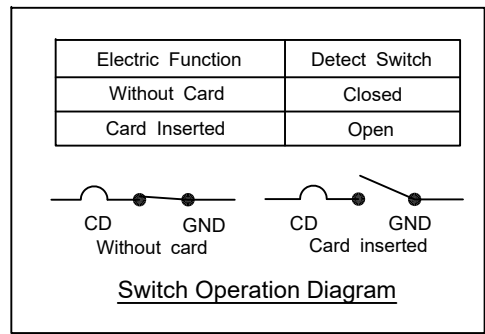 Electric Function Detect Switch
Without Card Closed
Card Inserted Open
CD GND CD GND
Without card Card inserted
Switch Operation Diagram